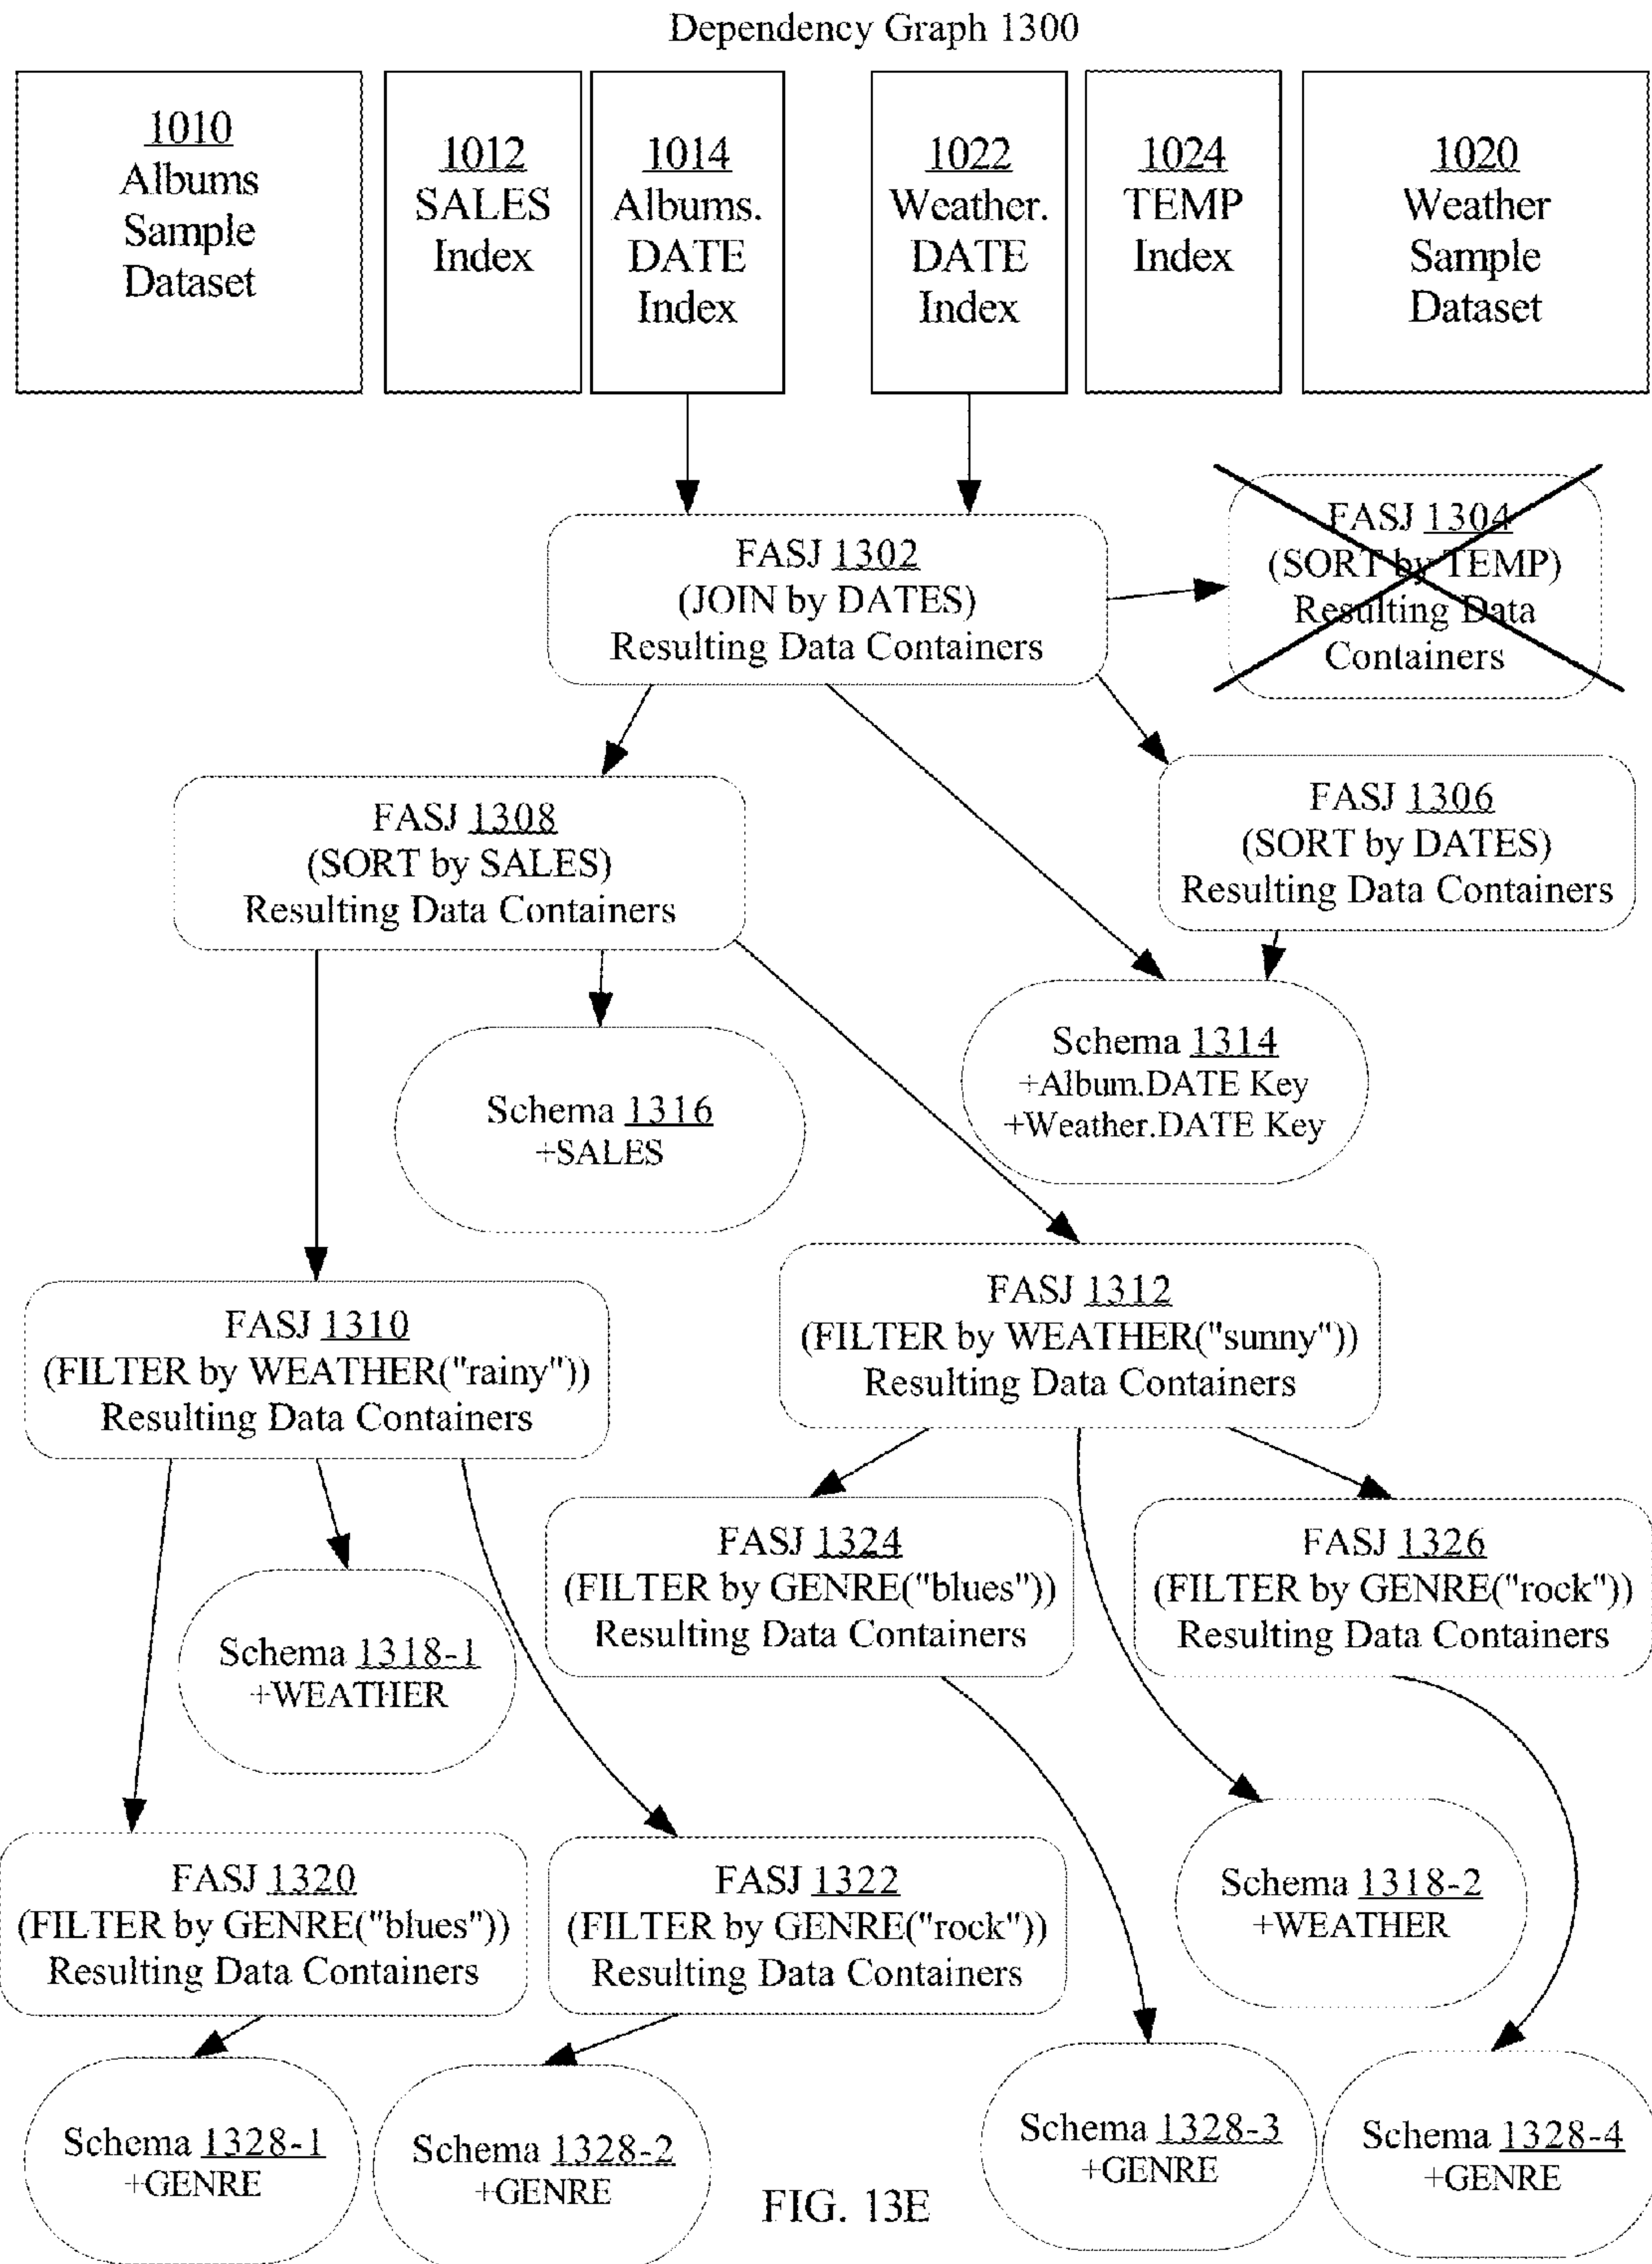 Dependency Graph 1300
1010
Albums
Sample
Dataset
1012
SALES
Index
1014
Albums.
DATE
Index
1022
Weather.
DATE
Index
1024
TEMP
Index
1020
Weather
Sample
Dataset
FASJ 1302
(JOIN by DATES)
Resulting Data Containers
FASJ 1304
(SORT by TEMP)
Resulting Data
Containers
FASJ 1308
(SORT by SALES)
Resulting Data Containers
FASJ 1306
(SORT by DATES)
Resulting Data Containers
Schema 1314
+Album.DATE Key
+Weather.DATE Key
Schema 1316
+SALES
FASJ 1310
(FILTER by WEATHER("rainy"))
Resulting Data Containers
FASJ 1312
(FILTER by WEATHER("sunny"))
Resulting Data Containers
FASJ 1324
(FILTER by GENRE("blues"))
Resulting Data Containers
FASJ 1326
(FILTER by GENRE("rock"))
Resulting Data Containers
Schema 1318-1
+WEATHER
FASJ 1320
(FILTER by GENRE("blues"))
Resulting Data Containers
FASJ 1322
(FILTER by GENRE("rock"))
Resulting Data Containers
Schema 1318-2
+WEATHER
Schema 1328-1
+GENRE
Schema 1328-2
+GENRE
Schema 1328-3
+GENRE
Schema 1328-4
+GENRE
FIG. 13E